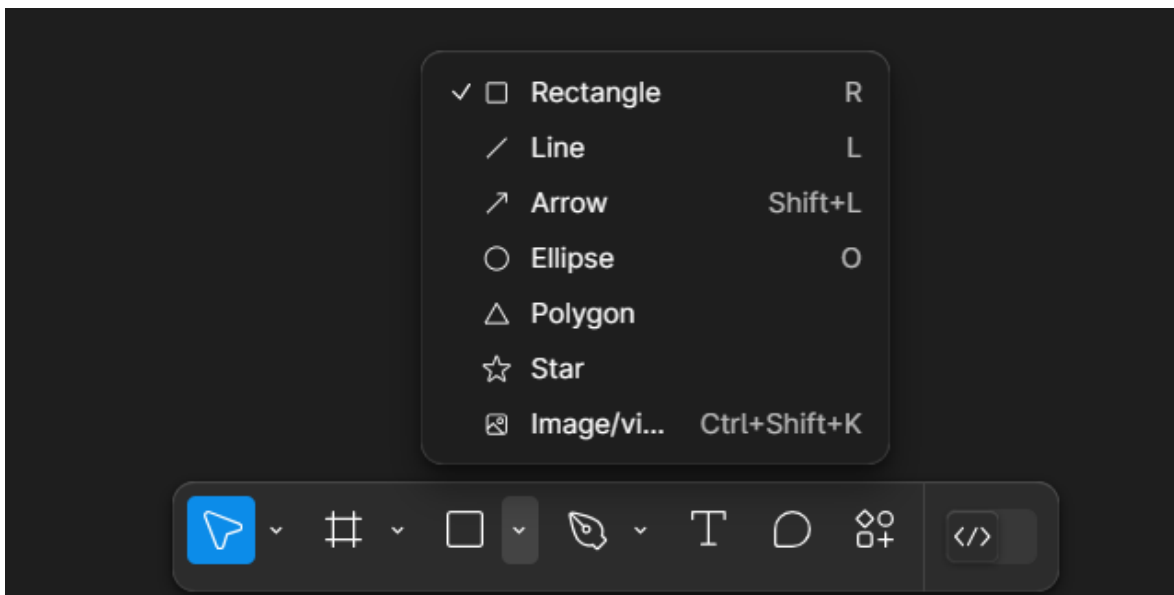 Rectangle R
Line L
Arrow Shift+L
Ellipse O
Polygon
Star
Image/vi... Ctrl+Shift+K